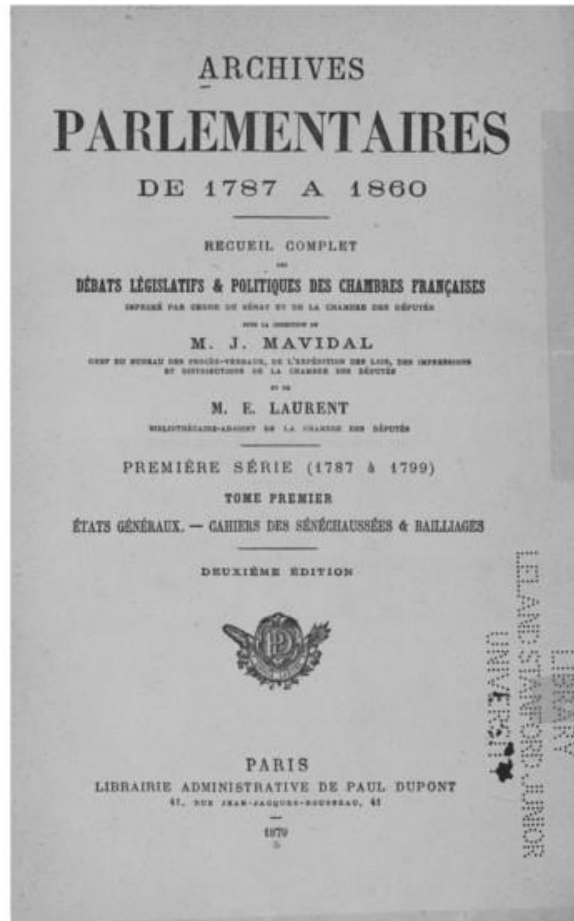 ARCHIVES
PARLEMENTAIRES
DE 1787 A 1860
RECUEIL COMPLET
DES
DÉBATS LÉGISLATIFS & POLITIQUES DES CHAMBRES FRANÇAISES
IMPRIMÉ PAR ORDRE DU SÉNAT ET DE LA CHAMBRE DES DÉPUTÉS
SOUS LA DIRECTION DE
M. J. MAVIDAL
CHEF DU BUREAU DES PROCÈS-VERBAUX, DE L'EXPÉDITION DES LOIS, DES IMPRESSIONS
ET DISTRIBUTIONS DE LA CHAMBRE DES DÉPUTÉS
ET DE
M. E. LAURENT
BIBLIOTHÉCAIRE-ADJOINT DE LA CHAMBRE DES DÉPUTÉS
PREMIÈRE SÉRIE (1787 à 1799)
TOME PREMIER
ÉTATS GÉNÉRAUX. — CAHIERS DES SÉNÉCHAUSSÉES & BAILLIAGES
DEUXIÈME ÉDITION
PARIS
LIBRAIRIE ADMINISTRATIVE DE PAUL DUPONT
41, RUE JEAN-JACQUES-ROUSSEAU, 41
1879
LIBRARY
LELAND STANFORD JUNIOR
UNIVERSITY